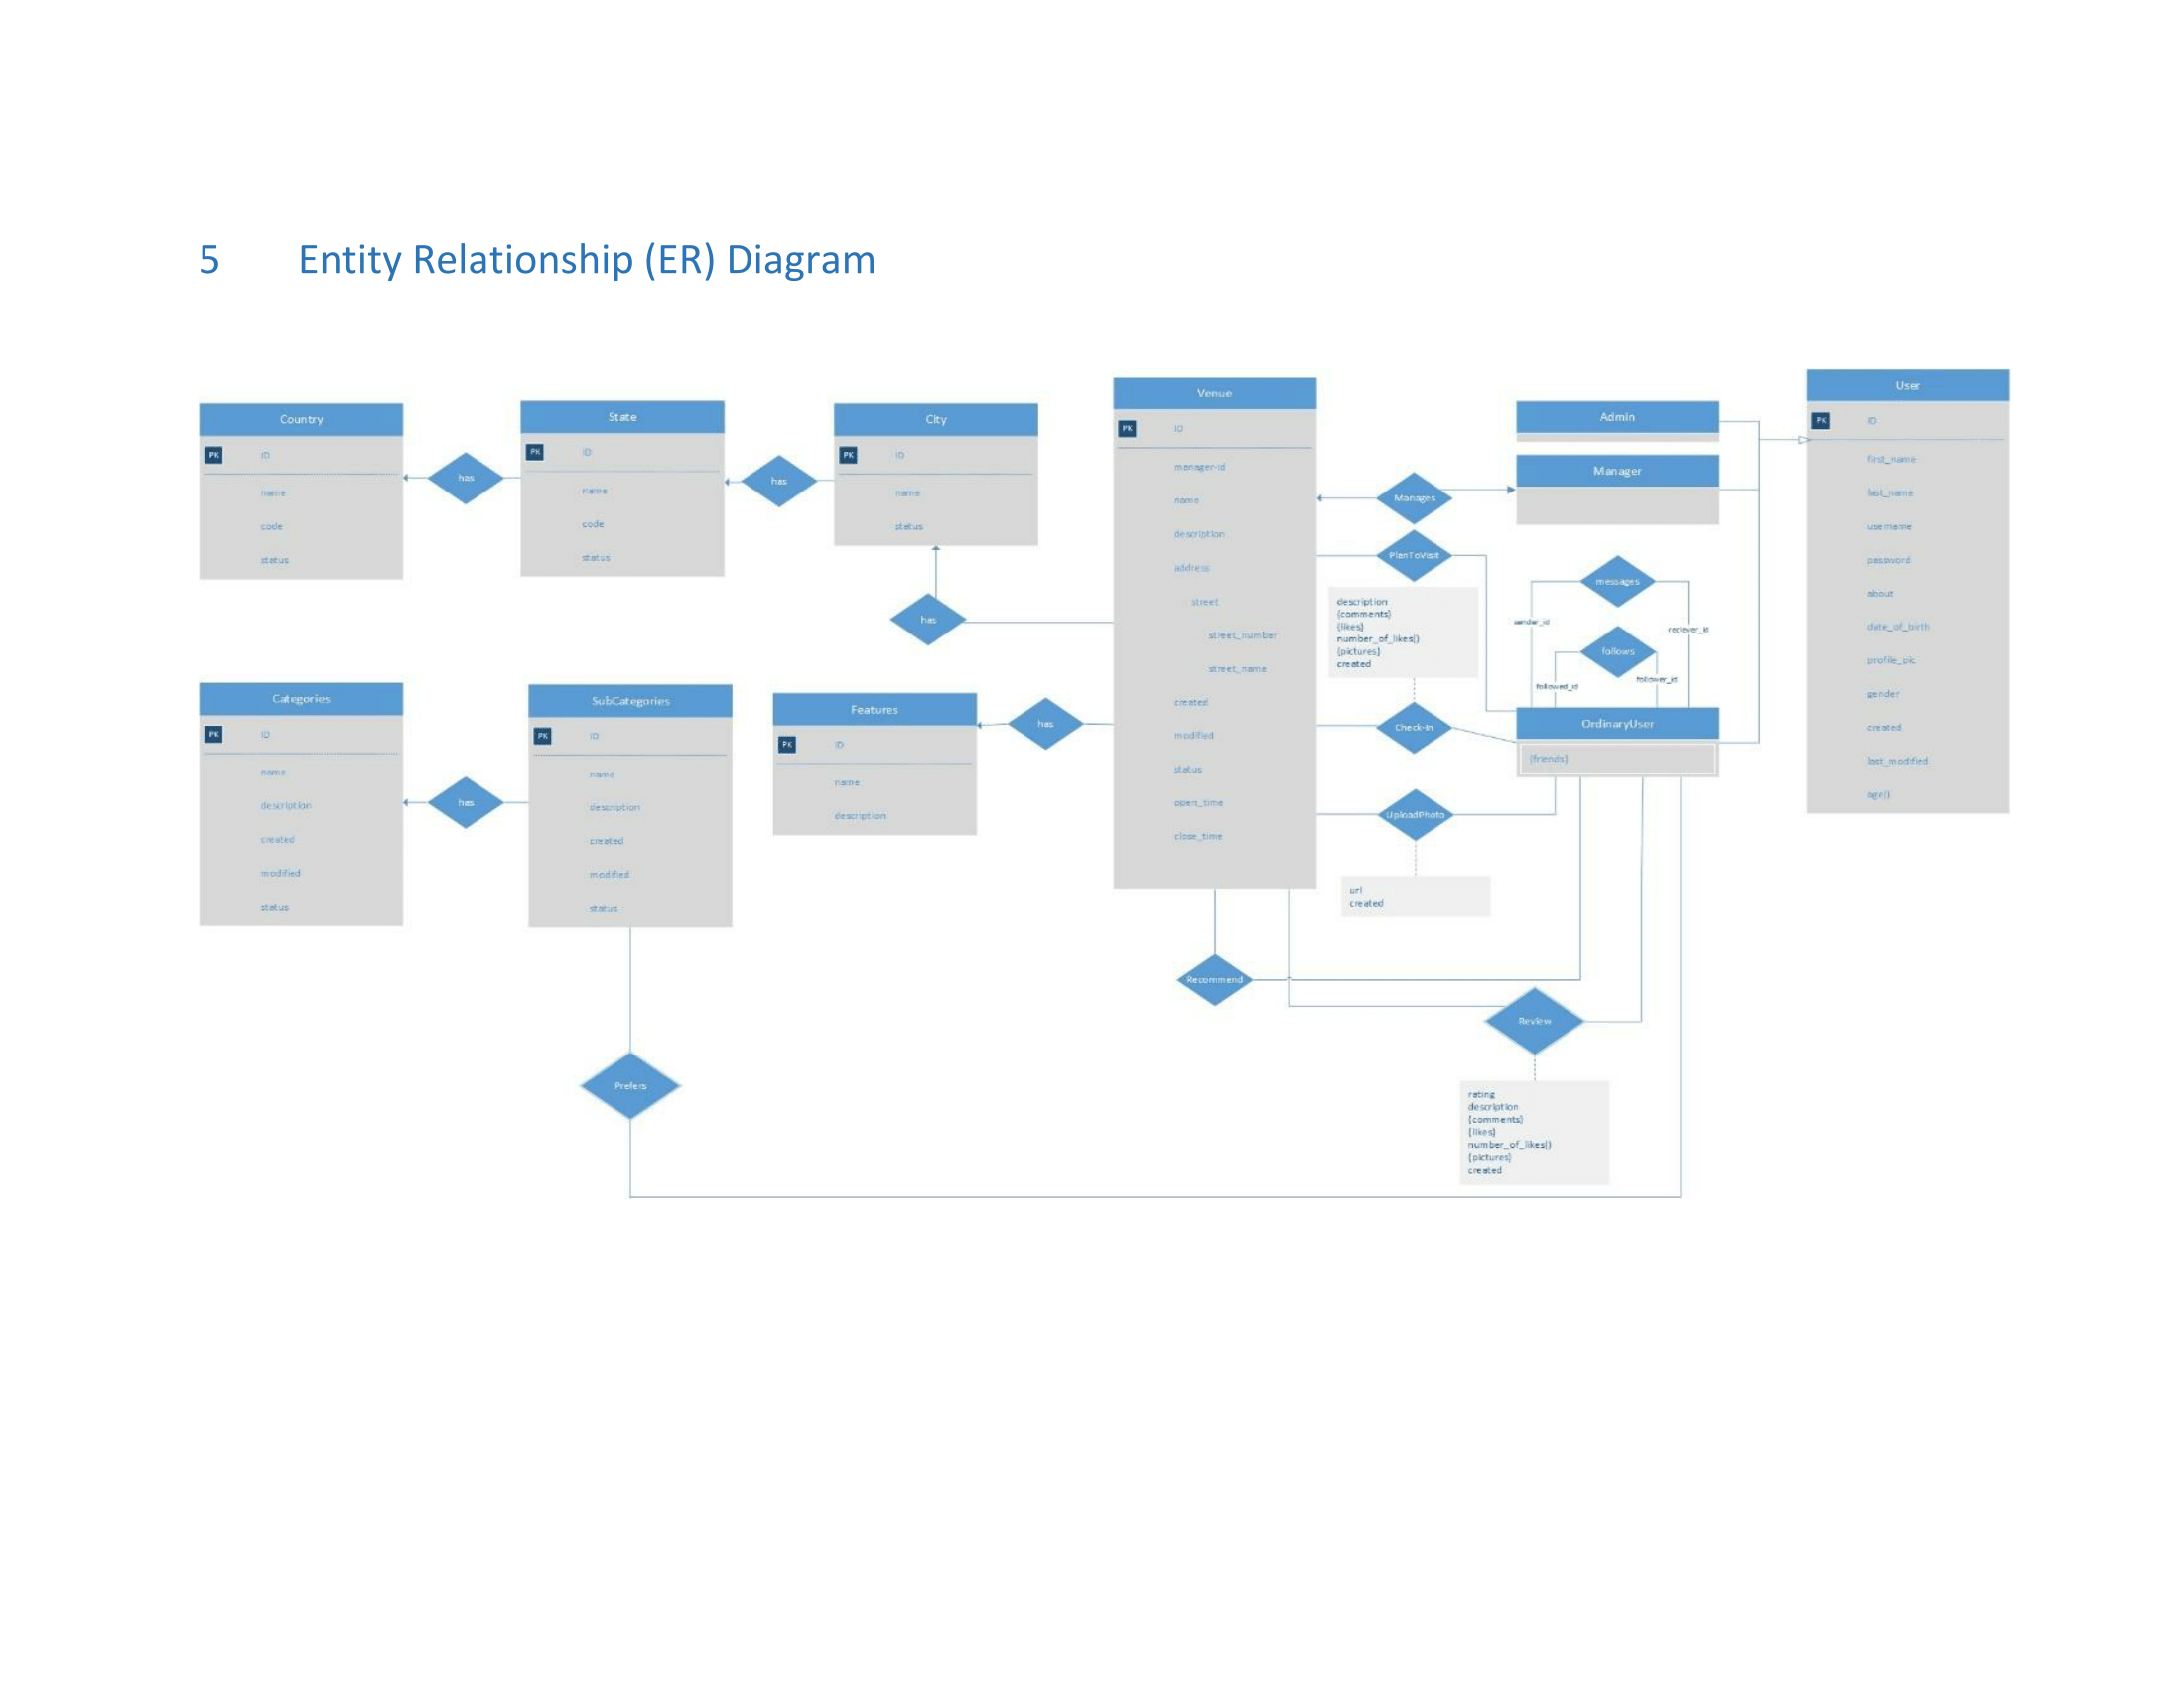 5 Entity Relationship (ER) Diagram
Country
PK ID
name
code
status
has
State
PK ID
name
code
status
has
City
PK ID
name
status
has
Categories
PK ID
name
description
created
modified
status
has
SubCategories
PK ID
name
description
created
modified
status
Features
PK ID
name
description
has
Venue
PK ID
manager-id
name
description
address
street
street_number
street_name
created
modified
status
open_time
close_time
Manages
PlanToVisit
description
{comments}
{likes}
number_of_likes()
{pictures}
created
Check-In
UploadPhoto
url
created
Admin
Manager
messages
sender_id
reciever_id
follows
followed_id
follower_id
OrdinaryUser
{friends}
User
PK ID
first_name
last_name
username
password
about
date_of_birth
profile_pic
gender
created
last_modified
age()
Recommend
Review
rating
description
{comments}
{likes}
number_of_likes()
{pictures}
created
Prefers